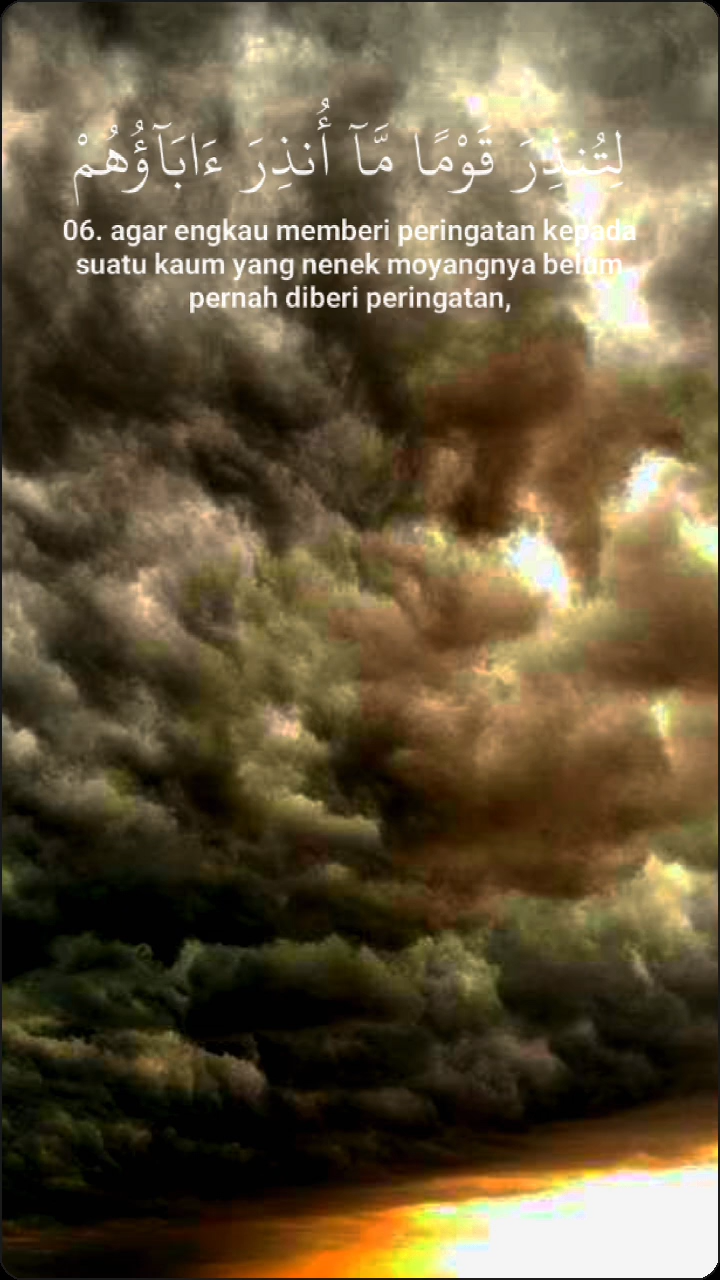 لِتُنذِرَ قَوْمًا مَّآ أُنذِرَ ءَابَآؤُهُمْ
06. agar engkau memberi peringatan kepada
suatu kaum yang nenek moyangnya belum
pernah diberi peringatan,